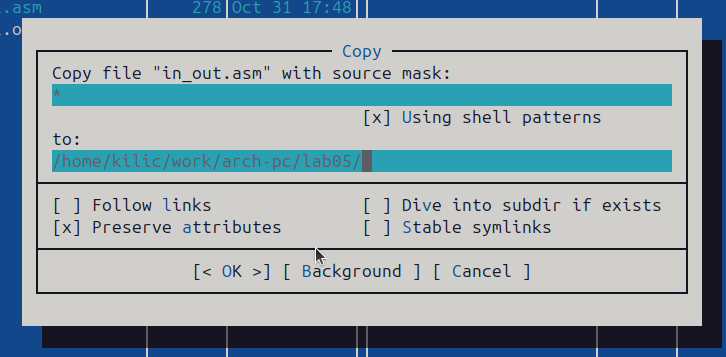 .asm 278 Oct 31 17:48
.o
Copy
Copy file "in_out.asm" with source mask:
*
[x] Using shell patterns
to:
/home/kilic/work/arch-pc/lab05/
[ ] Follow links [ ] Dive into subdir if exists
[x] Preserve attributes [ ] Stable symlinks
[< OK >] [ Background ] [ Cancel ]